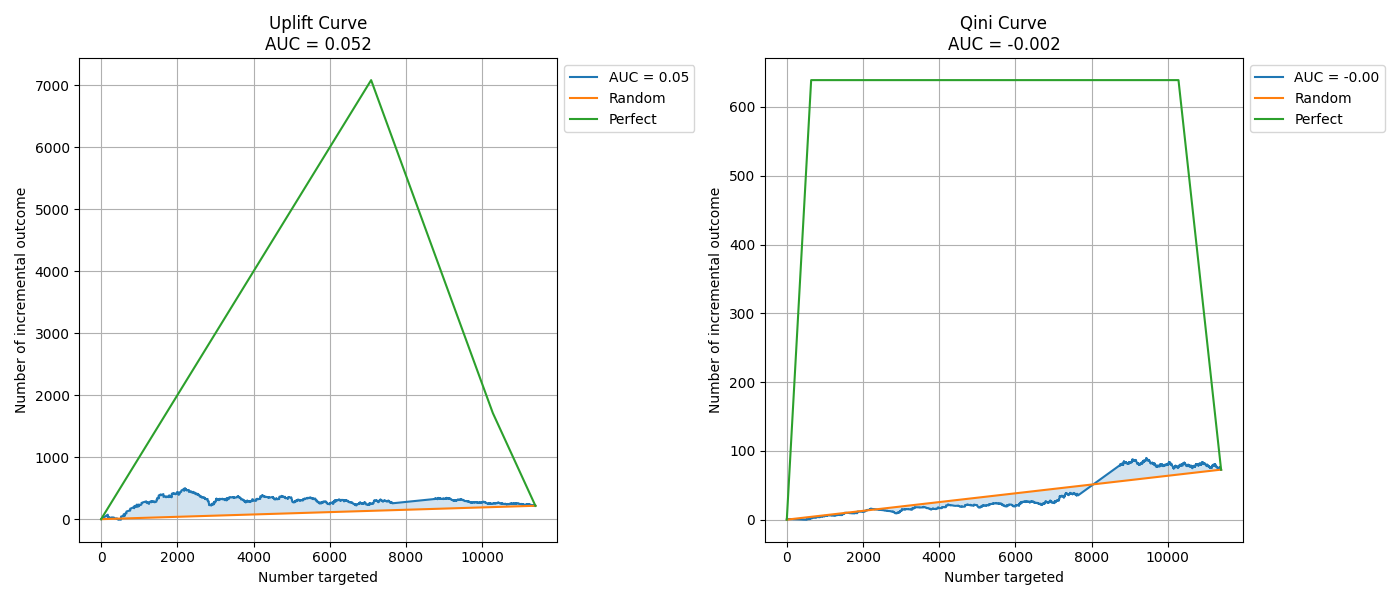 Uplift Curve
AUC = 0.052
Number of incremental outcome
7000
6000
5000
4000
3000
2000
1000
0
0
2000
4000
6000
8000
10000
Number targeted
AUC = 0.05
Random
Perfect
Qini Curve
AUC = -0.002
Number of incremental outcome
600
500
400
300
200
100
0
0
2000
4000
6000
8000
10000
Number targeted
AUC = -0.00
Random
Perfect